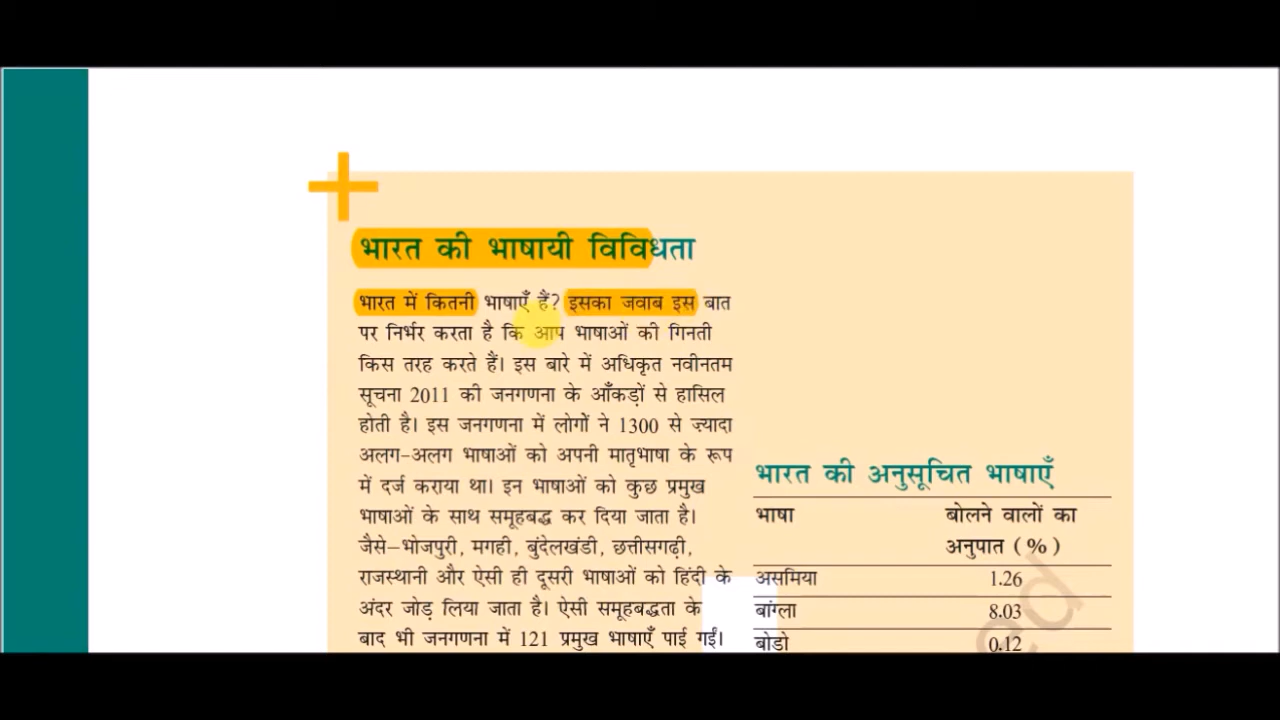 भारत की भाषायी विविधता
भारत में कितनी भाषाएँ हैं? इसका जवाब इस बात
पर निर्भर करता है कि आप भाषाओं की गिनती
किस तरह करते हैं। इस बारे में अधिकृत नवीनतम
सूचना 2011 की जनगणना के आँकड़ों से हासिल
होती है। इस जनगणना में लोगों ने 1300 से ज़्यादा
अलग-अलग भाषाओं को अपनी मातृभाषा के रूप
में दर्ज कराया था। इन भाषाओं को कुछ प्रमुख
भाषाओं के साथ समूहबद्ध कर दिया जाता है।
जैसे–भोजपुरी, मगही, बुंदेलखंडी, छत्तीसगढ़ी,
राजस्थानी और ऐसी ही दूसरी भाषाओं को हिंदी के
अंदर जोड़ लिया जाता है। ऐसी समूहबद्धता के
बाद भी जनगणना में 121 प्रमुख भाषाएँ पाई गईं।
भारत की अनुसूचित भाषाएँ
भाषा बोलने वालों का
अनुपात (%)
असमिया 1.26
बांग्ला 8.03
बोडो 0.12
ed